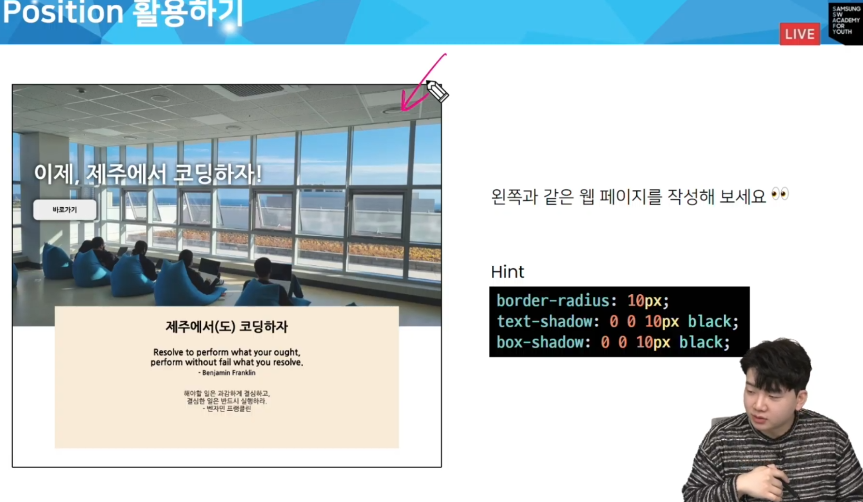 Position 활용하기
LIVE
SAMSUNG
SW
ACADEMY
FOR
YOUTH
이제, 제주에서 코딩하자!
바로가기
제주에서(도) 코딩하자
Resolve to perform what your ought,
perform without fail what you resolve.
- Benjamin Franklin
해야할 일은 과감하게 결심하고,
결심한 일은 반드시 실행하라.
- 벤자민 프랭클린
왼쪽과 같은 웹 페이지를 작성해 보세요 👀
Hint
border-radius: 10px;
text-shadow: 0 0 10px black;
box-shadow: 0 0 10px black;